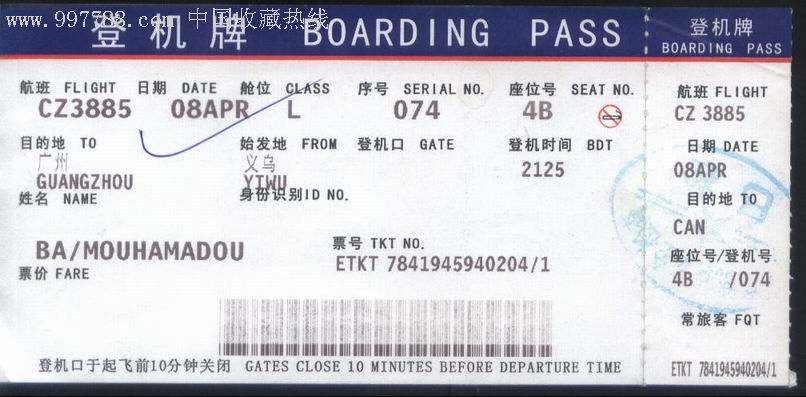 www.997788.com 中国收藏热线
登机牌 BOARDING PASS
登机牌
BOARDING PASS
航班 FLIGHT 日期 DATE 舱位 CLASS 序号 SERIAL NO. 座位号 SEAT NO.
CZ3885 08APR L 074 4B
目的地 TO 始发地 FROM 登机口 GATE 登机时间 BDT
广州 义乌
GUANGZHOU YIWU 2125
姓名 NAME 身份识别ID NO.
BA/MOUHAMADOU 票号 TKT NO.
ETKT 7841945940204/1
票价 FARE
登机口于起飞前10分钟关闭 GATES CLOSE 10 MINUTES BEFORE DEPARTURE TIME
航班 FLIGHT
CZ 3885
日期 DATE
08APR
目的地 TO
CAN
座位号/登机号
4B /074
常旅客 FQT
ETKT 7841945940204/1